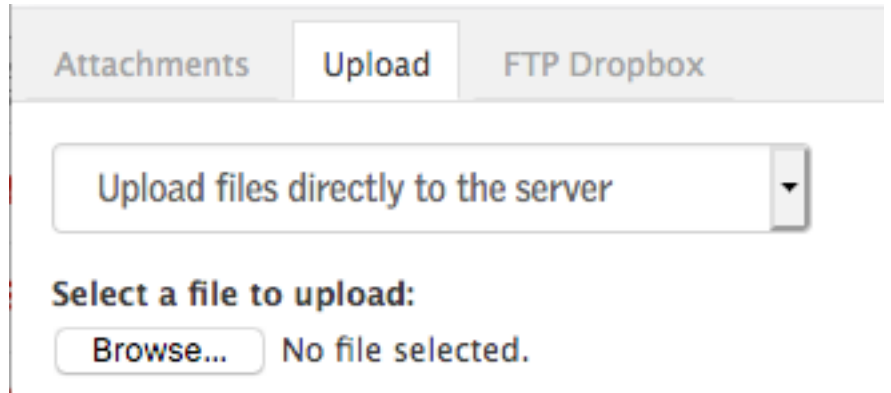 Attachments Upload FTP Dropbox
Upload files directly to the server
Select a file to upload:
Browse... No file selected.